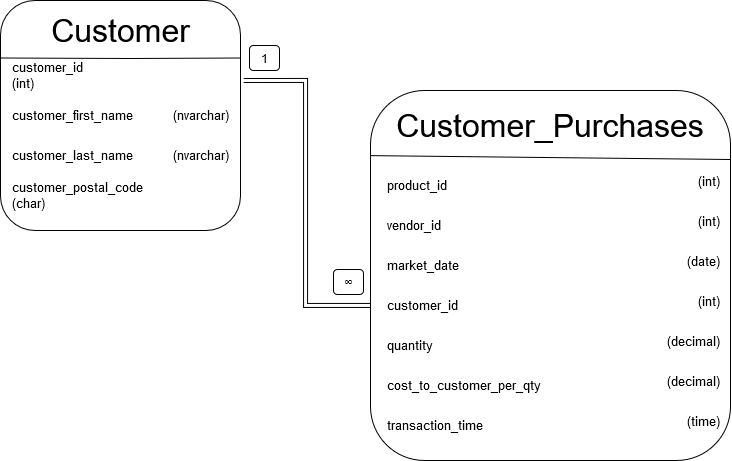 Customer
customer_id
(int)
customer_first_name (nvarchar)
customer_last_name (nvarchar)
customer_postal_code
(char)
1
∞
Customer_Purchases
product_id (int)
vendor_id (int)
market_date (date)
customer_id (int)
quantity (decimal)
cost_to_customer_per_qty (decimal)
transaction_time (time)